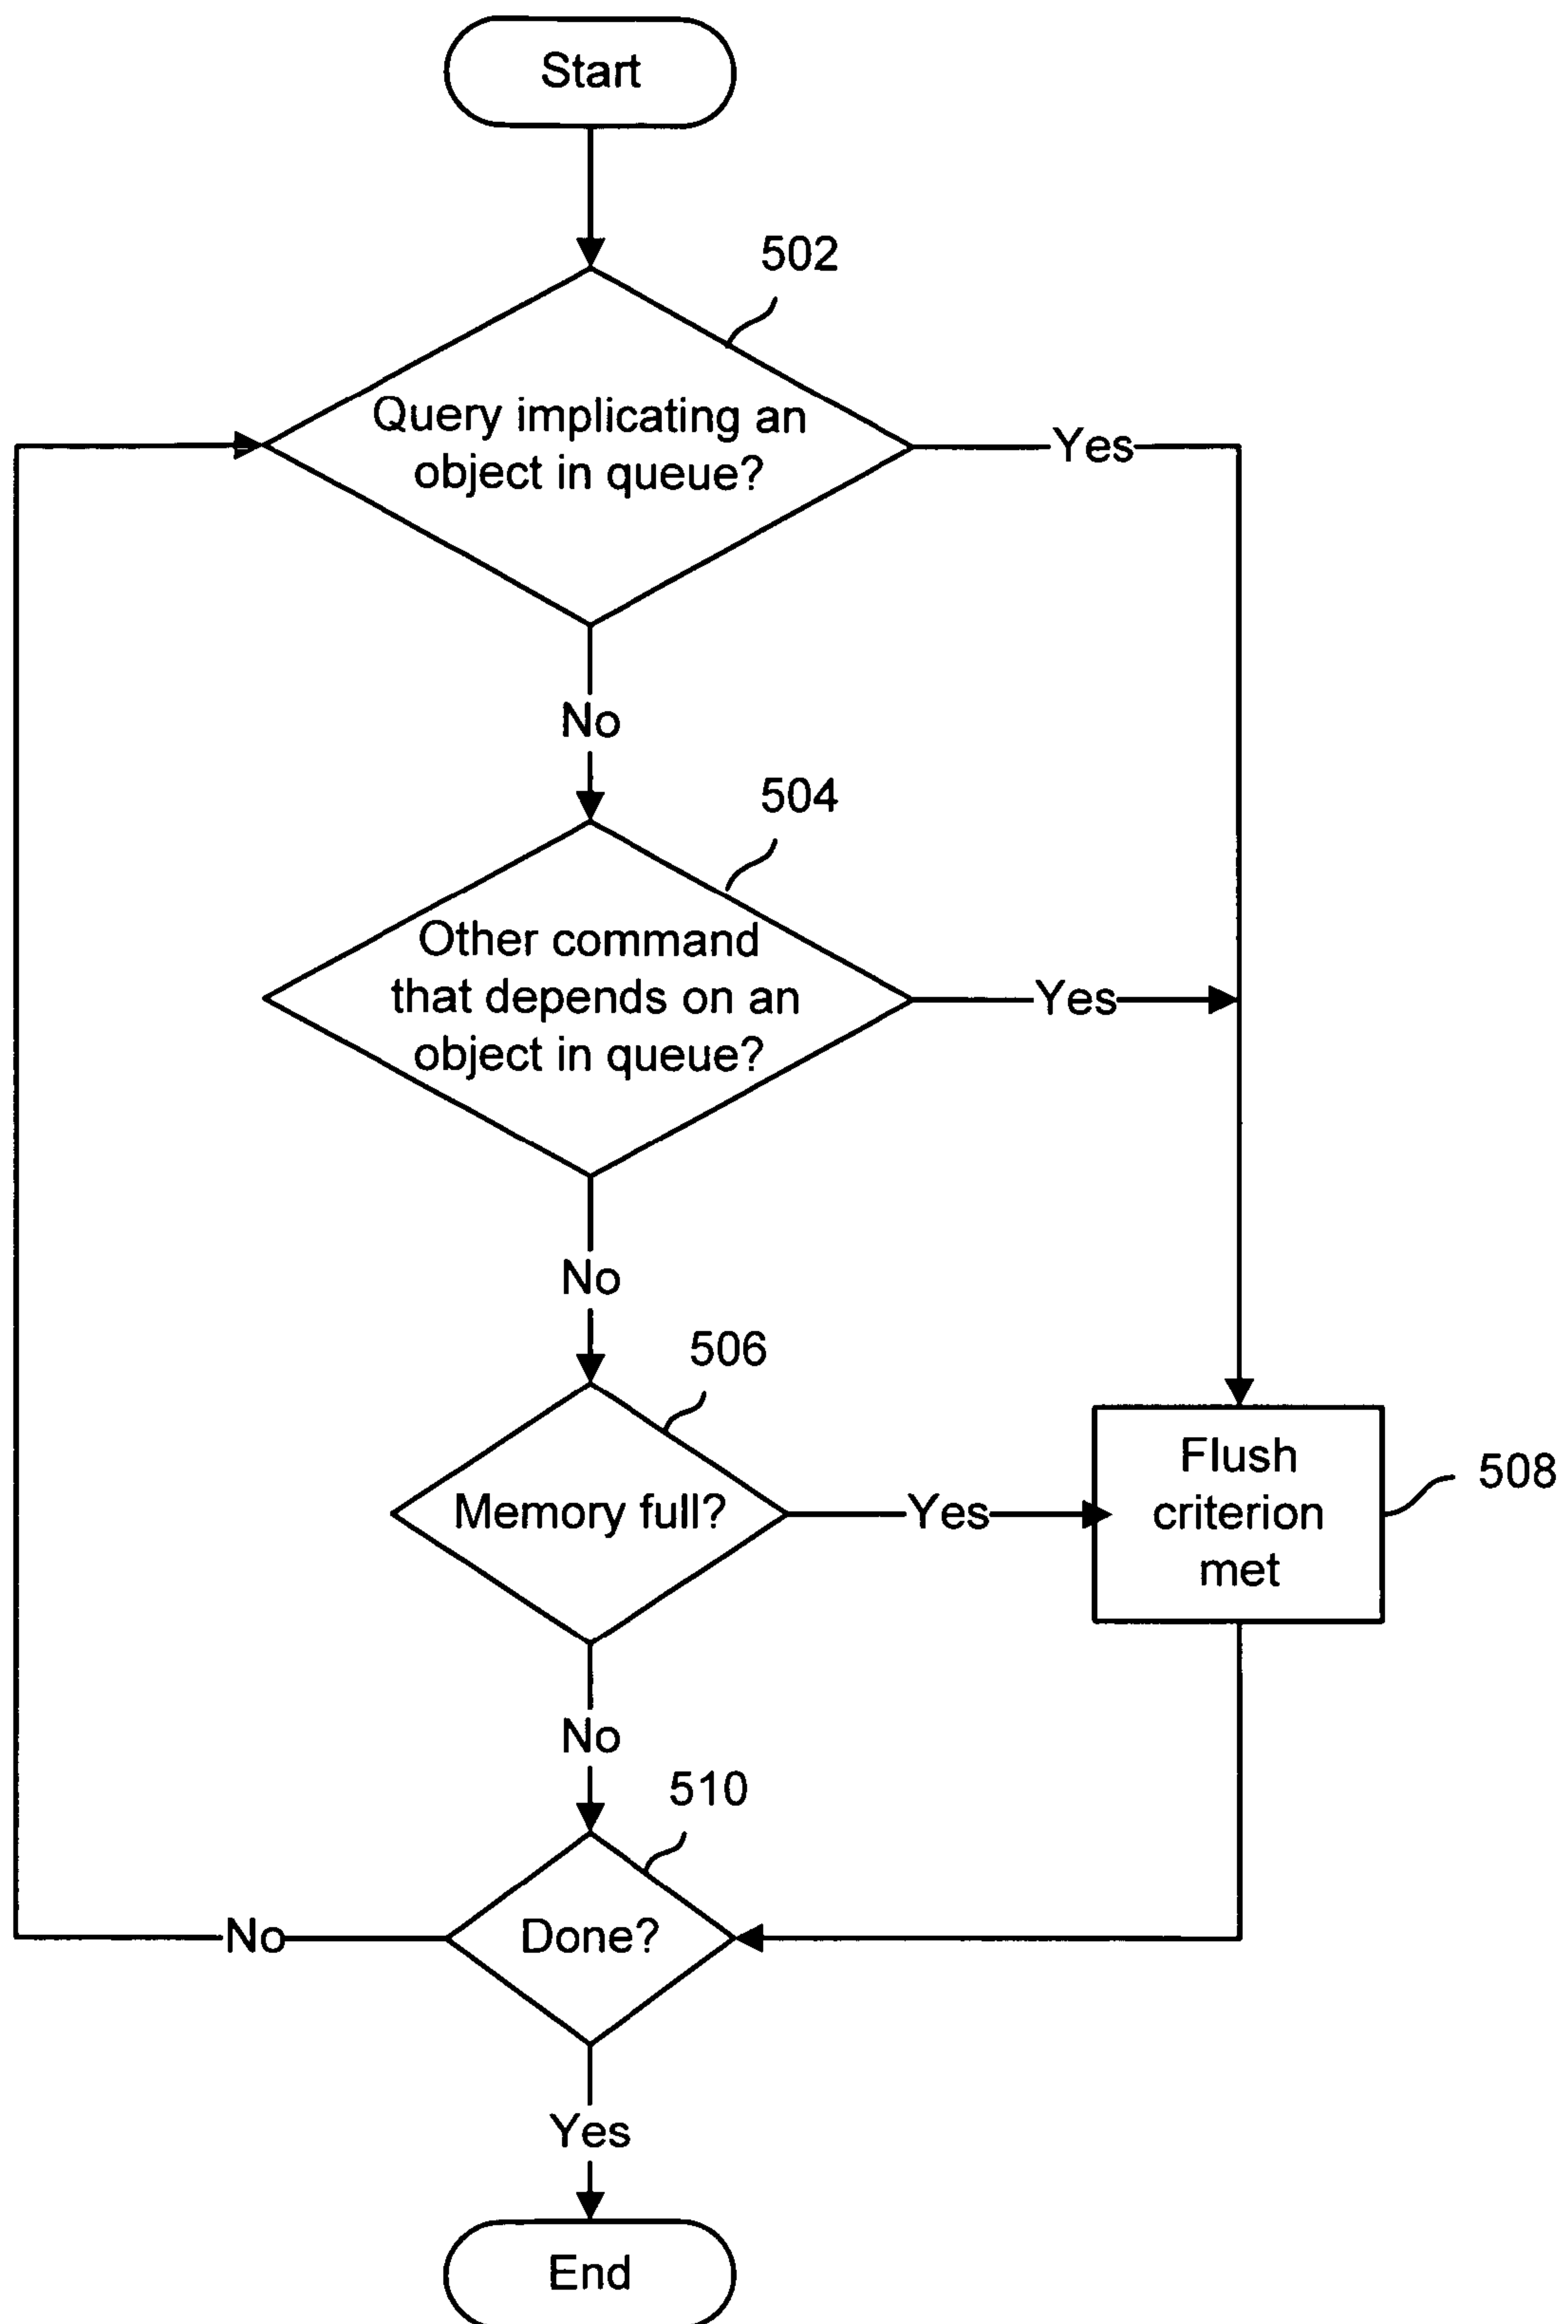 Start
502
Query implicating an
object in queue?
Yes
No
504
Other command
that depends on an
object in queue?
Yes
No
506
Memory full?
Yes
Flush
criterion
met
508
No
510
Done?
No
Yes
End